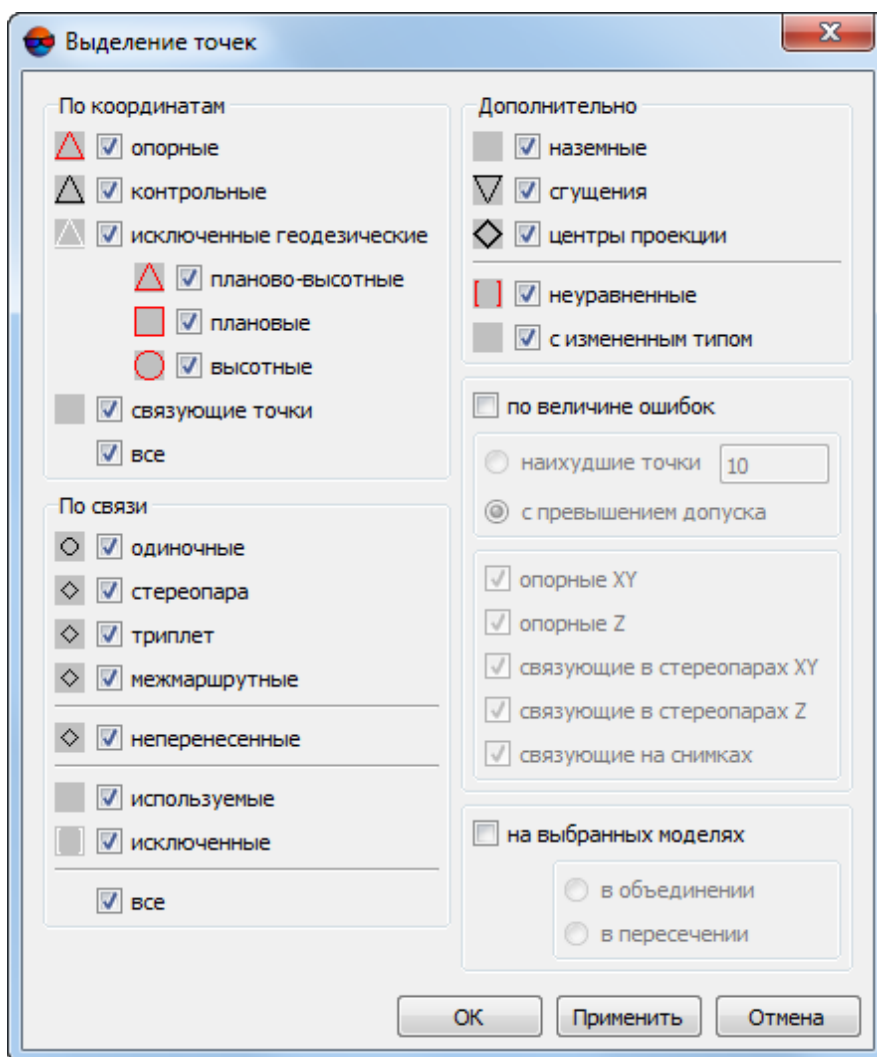 Выделение точек
По координатам
опорные
контрольные
исключенные геодезические
планово-высотные
плановые
высотные
связующие точки
все
По связи
одиночные
стереопара
триплет
межмаршрутные
неперенесенные
используемые
исключенные
все
Дополнительно
наземные
сгущения
центры проекции
неуравненные
с измененным типом
по величине ошибок
наихудшие точки 10
с превышением допуска
опорные XY
опорные Z
связующие в стереопарах XY
связующие в стереопарах Z
связующие на снимках
на выбранных моделях
в объединении
в пересечении
OK Применить Отмена